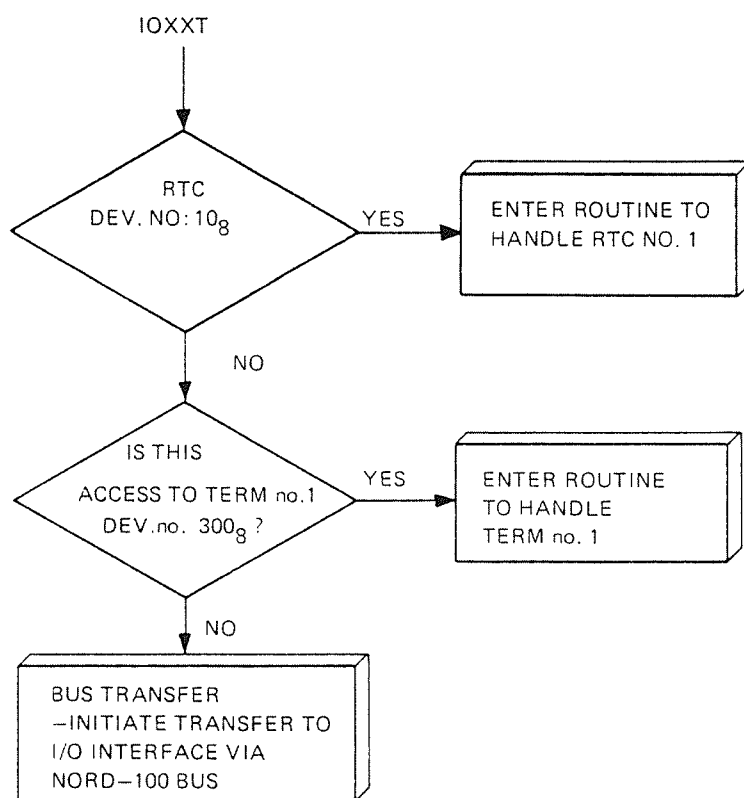 IOXXT
RTC
DEV. NO: 10₈
YES
ENTER ROUTINE TO
HANDLE RTC NO. 1
NO
IS THIS
ACCESS TO TERM no.1
DEV.no. 300₈ ?
YES
ENTER ROUTINE
TO HANDLE
TERM no. 1
NO
BUS TRANSFER
—INITIATE TRANSFER TO
I/O INTERFACE VIA
NORD—100 BUS